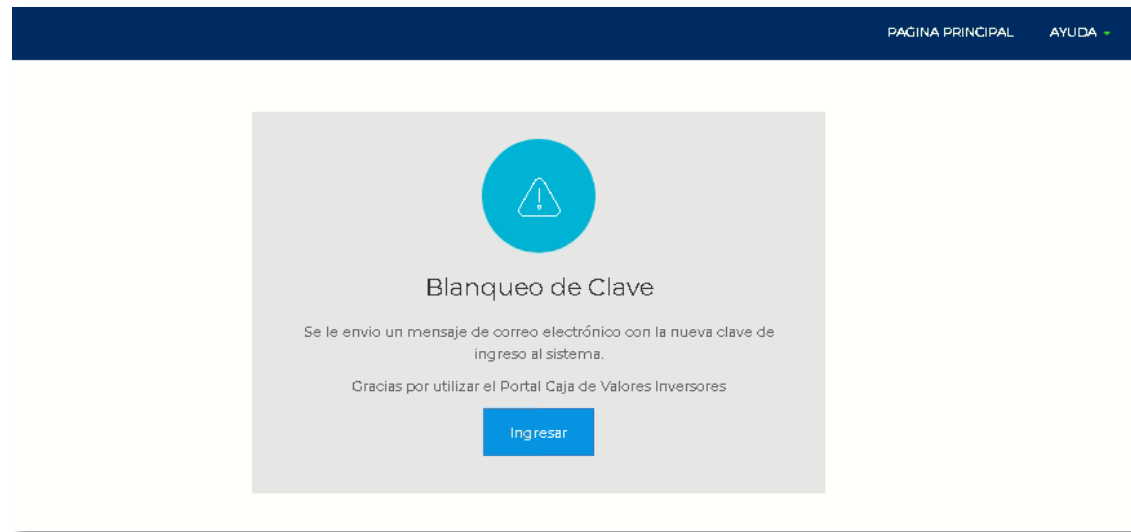 PAGINA PRINCIPAL AYUDA
Blanqueo de Clave
Se le envio un mensaje de correo electrónico con la nueva clave de
ingreso al sistema.
Gracias por utilizar el Portal Caja de Valores Inversores
Ingresar